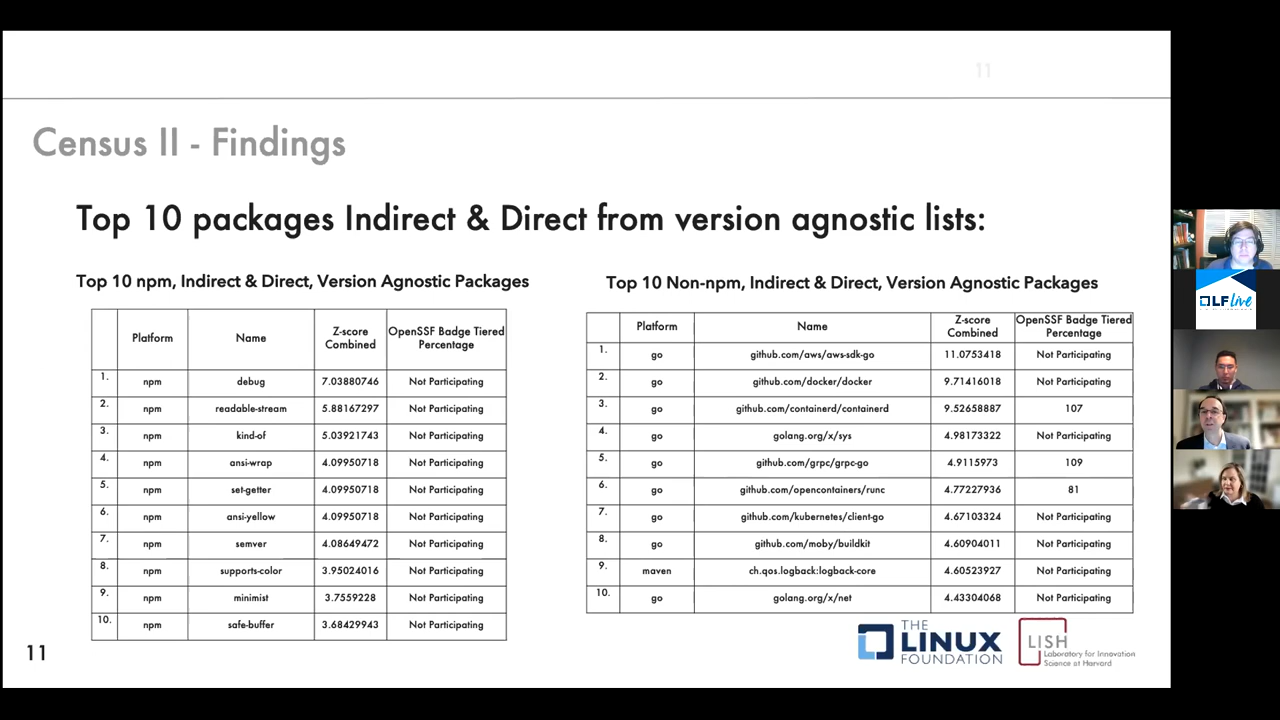 11
Census II - Findings
Top 10 packages Indirect & Direct from version agnostic lists:
Top 10 npm, Indirect & Direct, Version Agnostic Packages
Platform Name Z-score Combined OpenSSF Badge Tiered Percentage
1. npm debug 7.03880746 Not Participating
2. npm readable-stream 5.88167297 Not Participating
3. npm kind-of 5.03921743 Not Participating
4. npm ansi-wrap 4.09950718 Not Participating
5. npm set-getter 4.09950718 Not Participating
6. npm ansi-yellow 4.09950718 Not Participating
7. npm semver 4.08649472 Not Participating
8. npm supports-color 3.95024016 Not Participating
9. npm minimist 3.7559228 Not Participating
10. npm safe-buffer 3.68429943 Not Participating
Top 10 Non-npm, Indirect & Direct, Version Agnostic Packages
Platform Name Z-score Combined OpenSSF Badge Tiered Percentage
1. go github.com/aws/aws-sdk-go 11.0753418 Not Participating
2. go github.com/docker/docker 9.71416018 Not Participating
3. go github.com/containerd/containerd 9.52658887 107
4. go golang.org/x/sys 4.98173322 Not Participating
5. go github.com/grpc/grpc-go 4.9115973 109
6. go github.com/opencontainers/runc 4.77227936 81
7. go github.com/kubernetes/client-go 4.67103324 Not Participating
8. go github.com/moby/buildkit 4.60904011 Not Participating
9. maven ch.qos.logback:logback-core 4.60523927 Not Participating
10. go golang.org/x/net 4.43304068 Not Participating
11
THE
LINUX
FOUNDATION
LISH
Laboratory for Innovation
Science at Harvard
LF Live